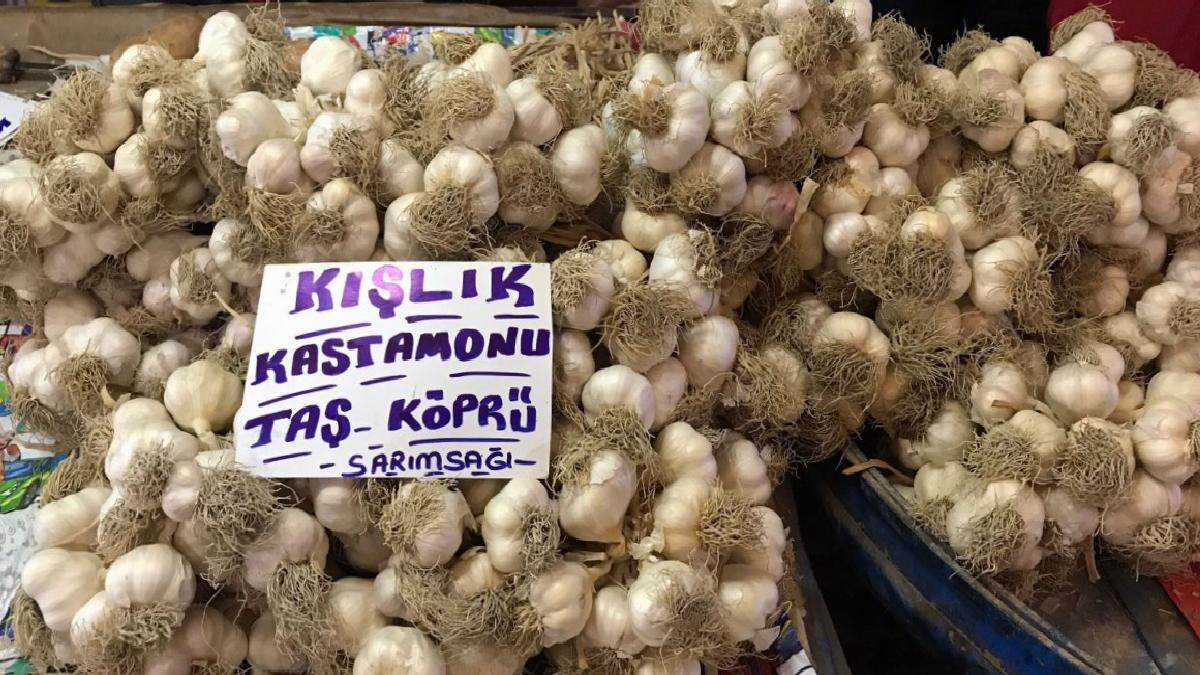 KIŞLIK
KASTAMONU
TAŞ- KÖPRÜ
- SARIMSAĞI -